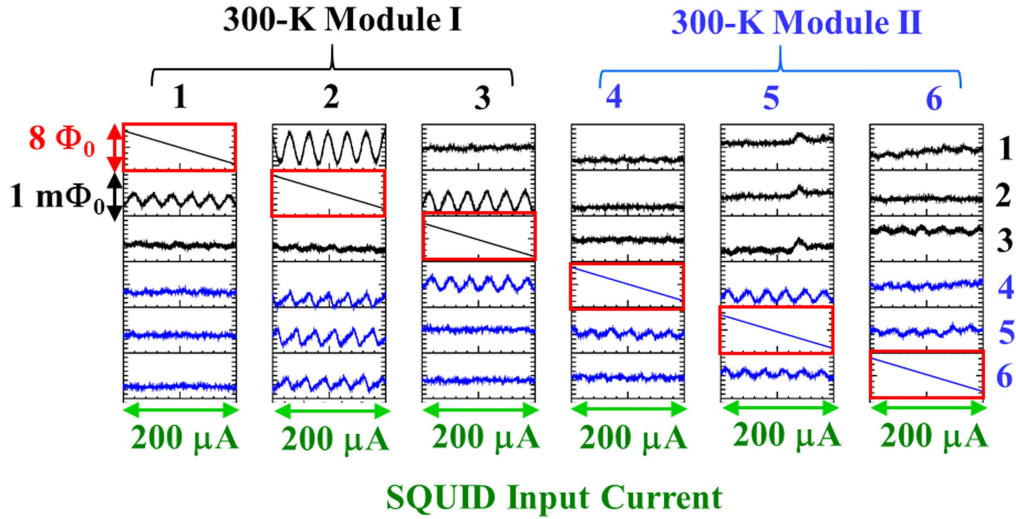 300-K Module I 300-K Module II
1 2 3 4 5 6
8 Φ₀ 1
1 mΦ₀ 2
3
4
5
6
200 μA 200 μA 200 μA 200 μA 200 μA 200 μA
SQUID Input Current